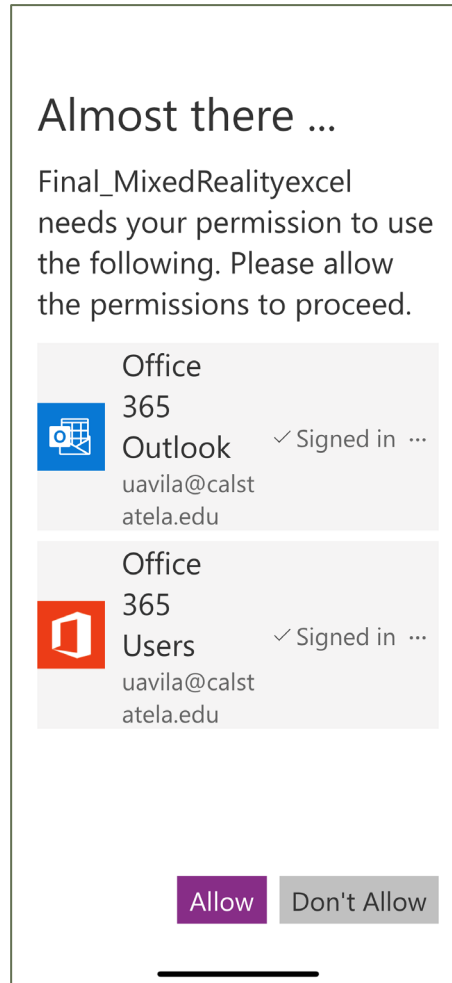 Almost there ...
Final_MixedRealityexcel
needs your permission to use
the following. Please allow
the permissions to proceed.
Office
365
Outlook
uavila@calst
atela.edu
✓ Signed in ...
Office
365
Users
uavila@calst
atela.edu
✓ Signed in ...
Allow
Don't Allow